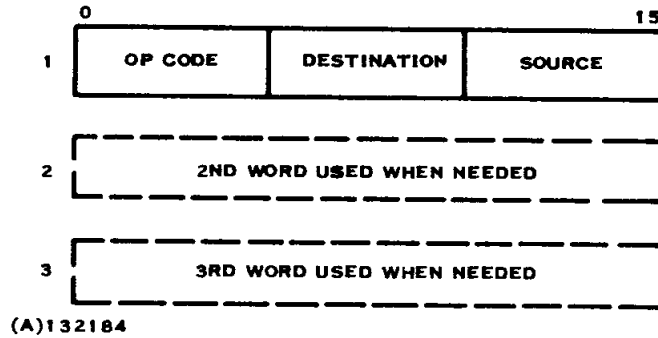 0 15
1 OP CODE DESTINATION SOURCE
2 2ND WORD USED WHEN NEEDED
3 3RD WORD USED WHEN NEEDED
(A)132184